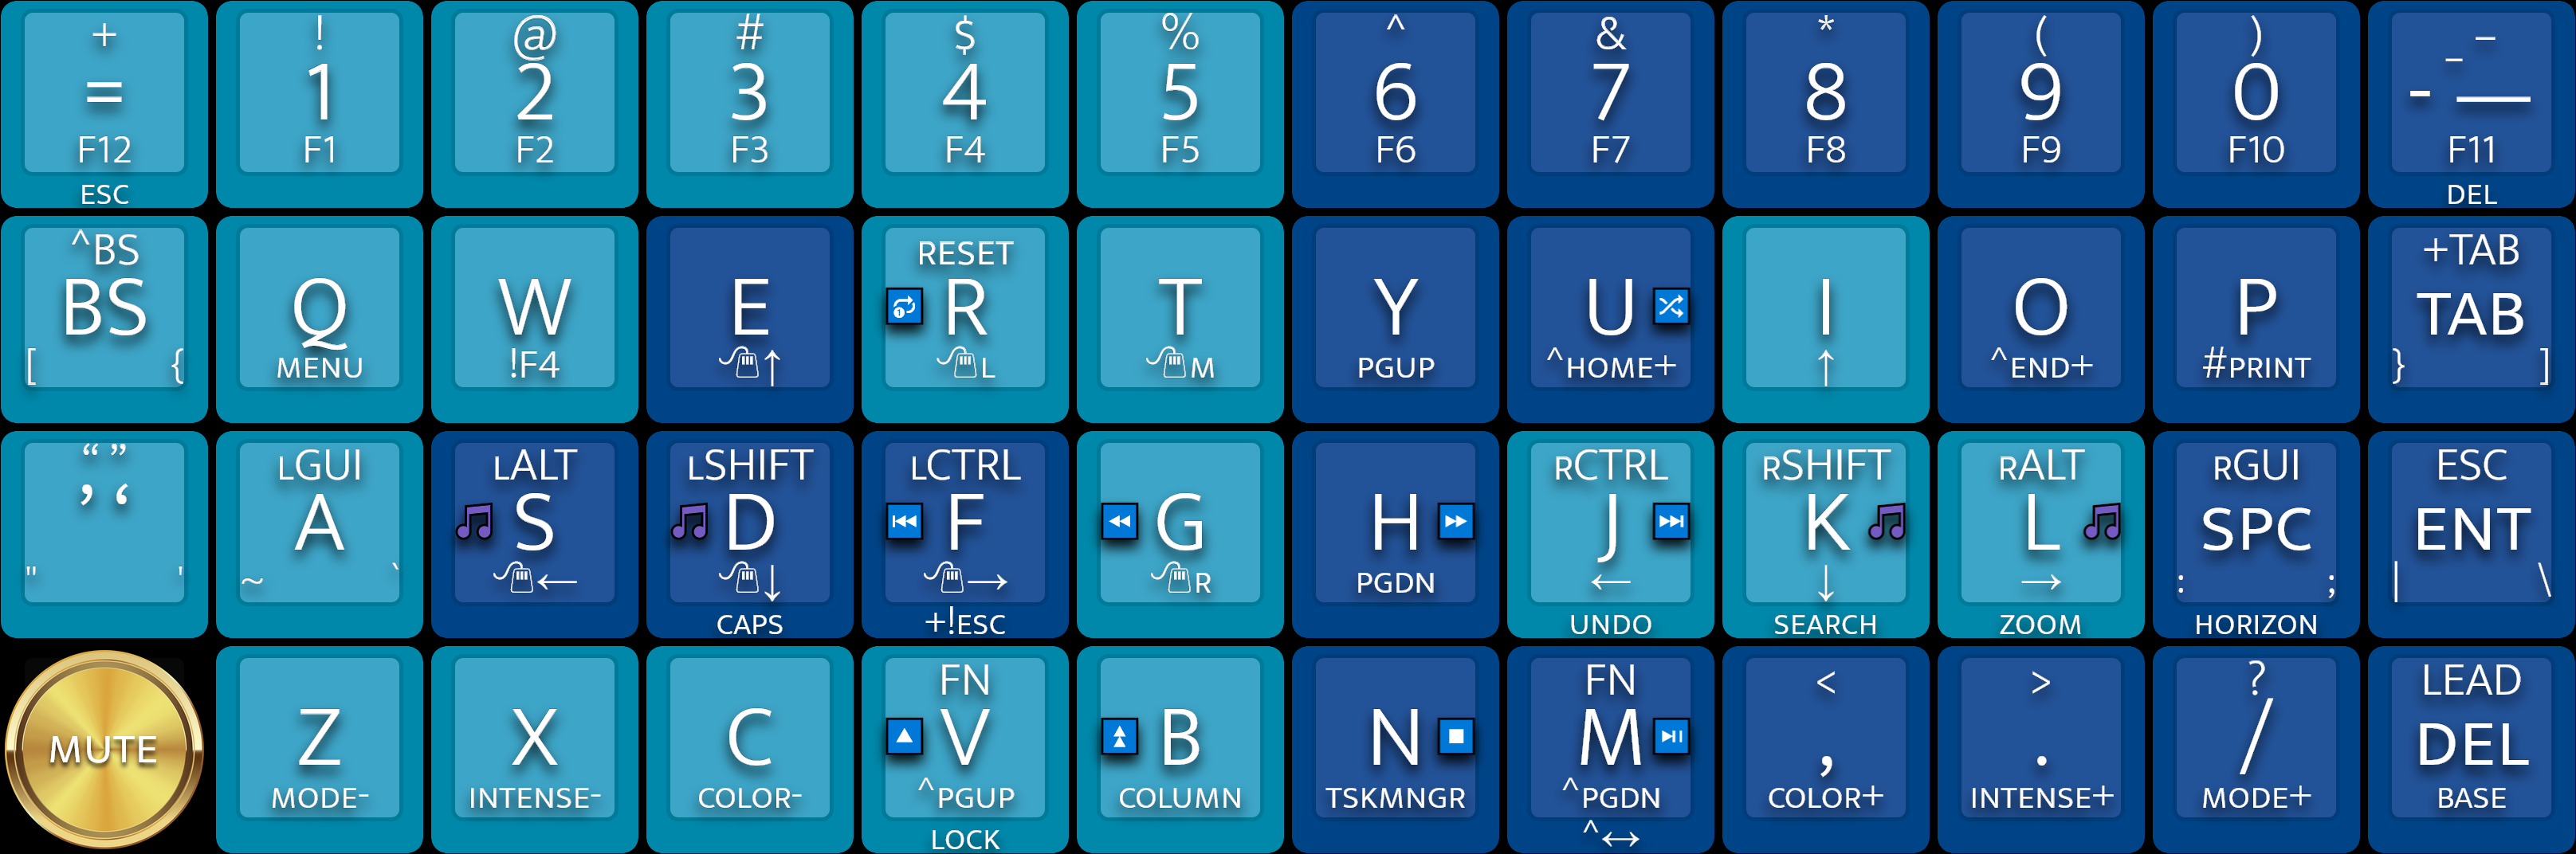 + ! @ # $ % ^ & * ( ) _ –
= 1 2 3 4 5 6 7 8 9 0 - —
F12 F1 F2 F3 F4 F5 F6 F7 F8 F9 F10 F11
ESC DEL
^BS RESET +TAB
BS Q W E R T Y U I O P TAB
[ { MENU !F4 ↑ L M PGUP ^HOME+ ↑ ^END+ #PRINT } ]
“ ” LGUI LALT LSHIFT LCTRL RCTRL RSHIFT RALT RGUI ESC
’ ‘ A S D F G H J K L SPC ENT
" ' ~ ` ← ↓ → R PGDN ← ↓ → : ; | \
CAPS +!ESC UNDO SEARCH ZOOM HORIZON
FN FN < > ? LEAD
MUTE Z X C V B N M , . / DEL
MODE- INTENSE- COLOR- ^PGUP COLUMN TSKMNGR ^PGDN COLOR+ INTENSE+ MODE+ BASE
LOCK ^↔